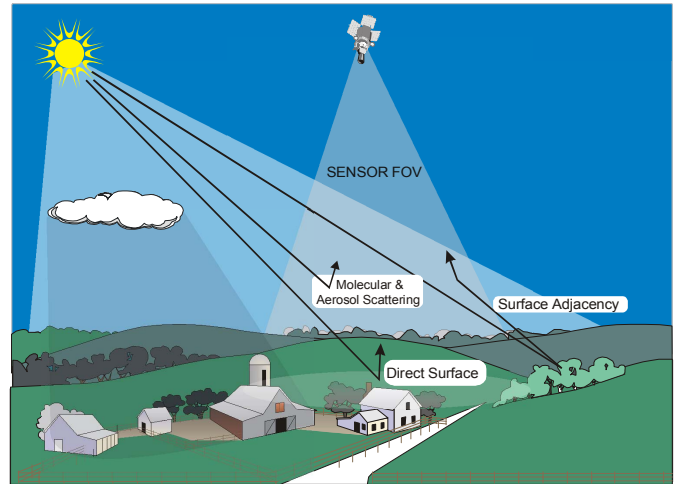 SENSOR FOV
Molecular &
Aerosol Scattering
Surface Adjacency
Direct Surface